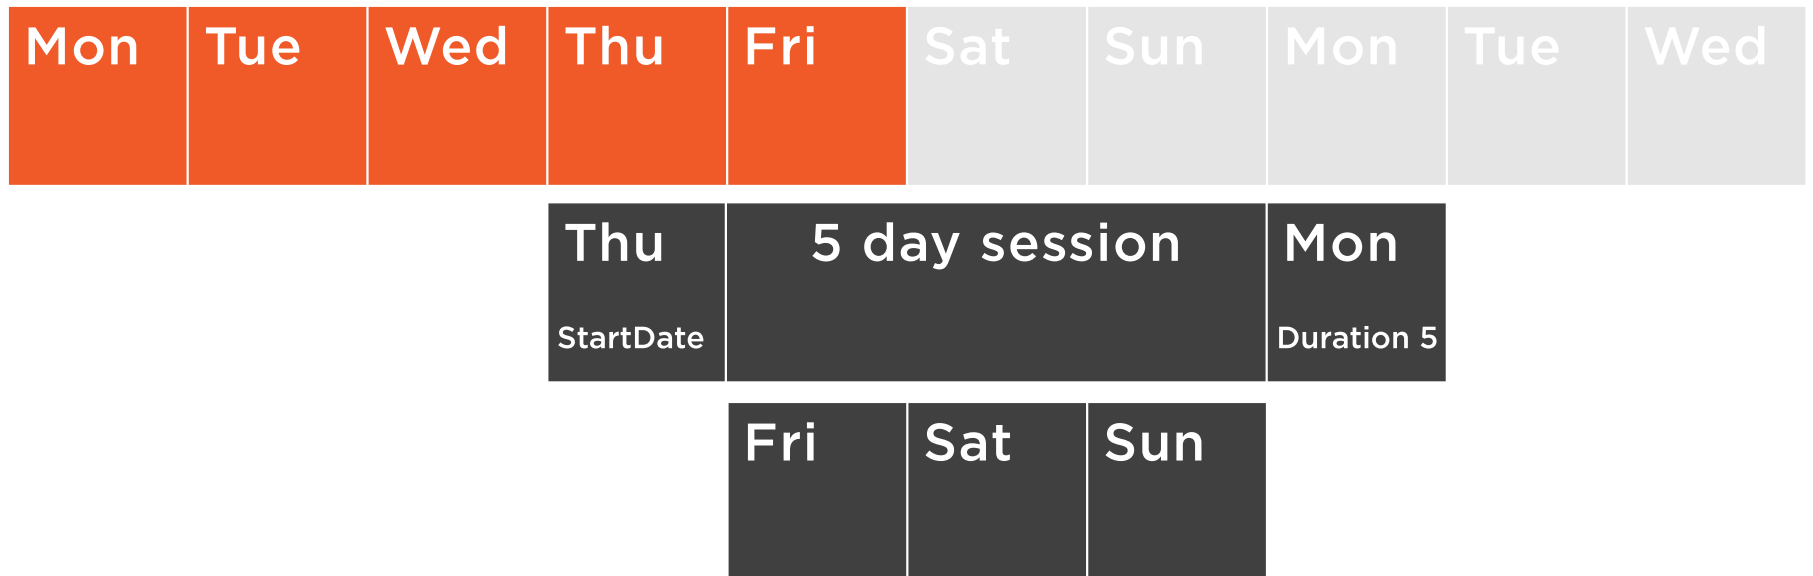 Mon Tue Wed Thu Fri Sat Sun Mon Tue Wed
Thu 5 day session Mon
StartDate Duration 5
Fri Sat Sun